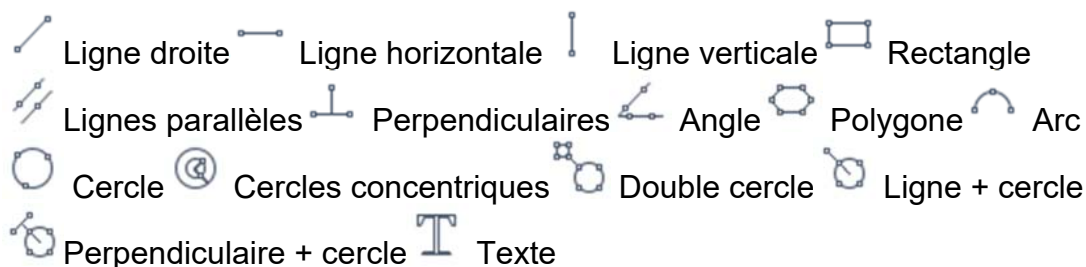 Ligne droite Ligne horizontale Ligne verticale Rectangle
Lignes parallèles Perpendiculaires Angle Polygone Arc
Cercle Cercles concentriques Double cercle Ligne + cercle
Perpendiculaire + cercle Texte